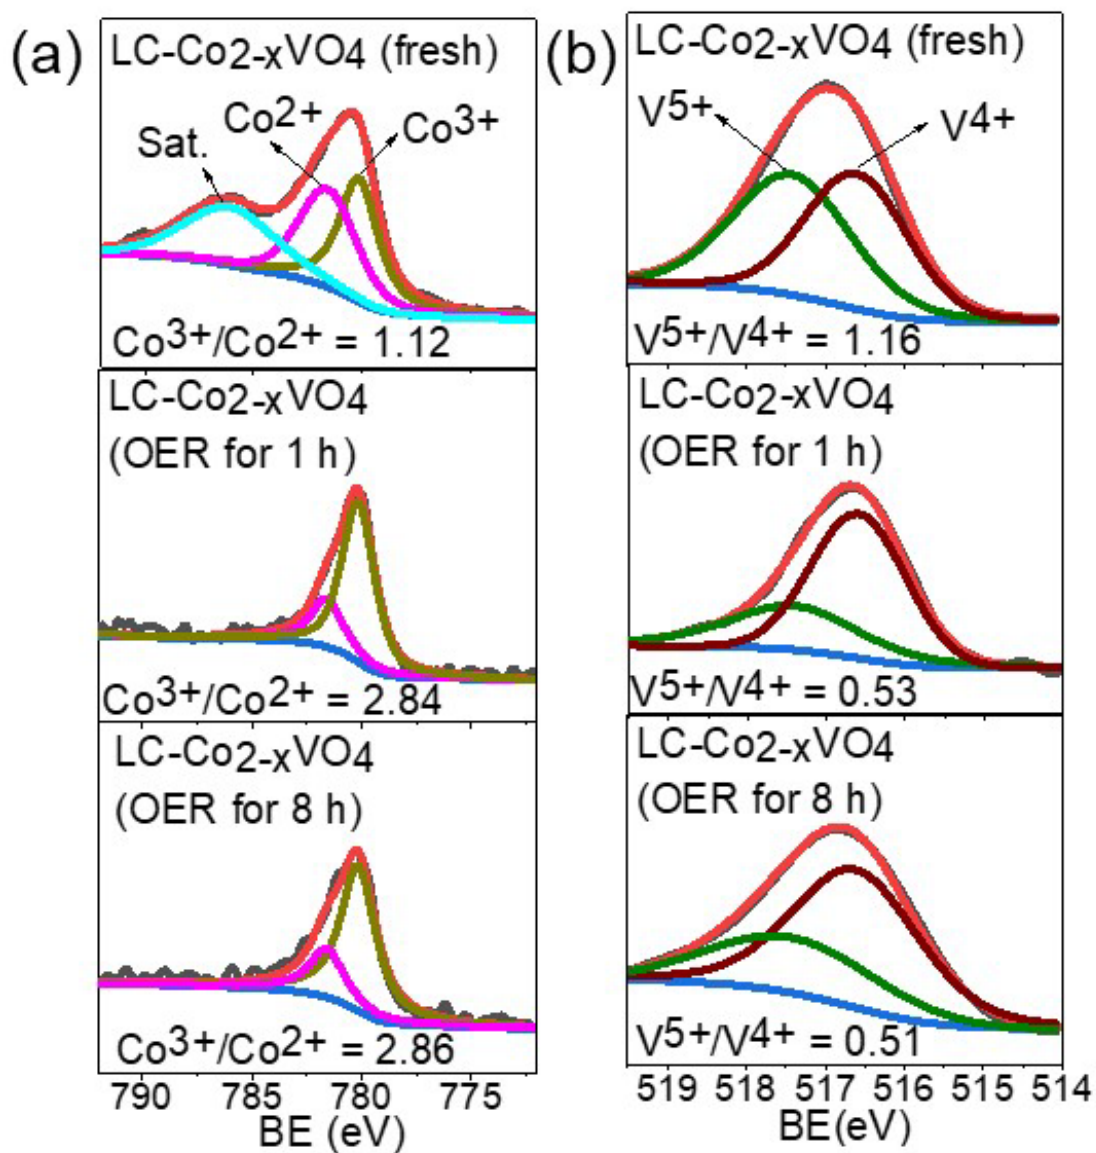 (a)
LC-Co2-xVO4 (fresh)
Co2+
Co3+
Sat.
Co3+/Co2+ = 1.12
LC-Co2-xVO4
(OER for 1 h)
Co3+/Co2+ = 2.84
LC-Co2-xVO4
(OER for 8 h)
Co3+/Co2+ = 2.86
790 785 780 775
BE (eV)
(b)
LC-Co2-xVO4 (fresh)
V5+
V4+
V5+/V4+ = 1.16
LC-Co2-xVO4
(OER for 1 h)
V5+/V4+ = 0.53
LC-Co2-xVO4
(OER for 8 h)
V5+/V4+ = 0.51
519 518 517 516 515 514
BE(eV)